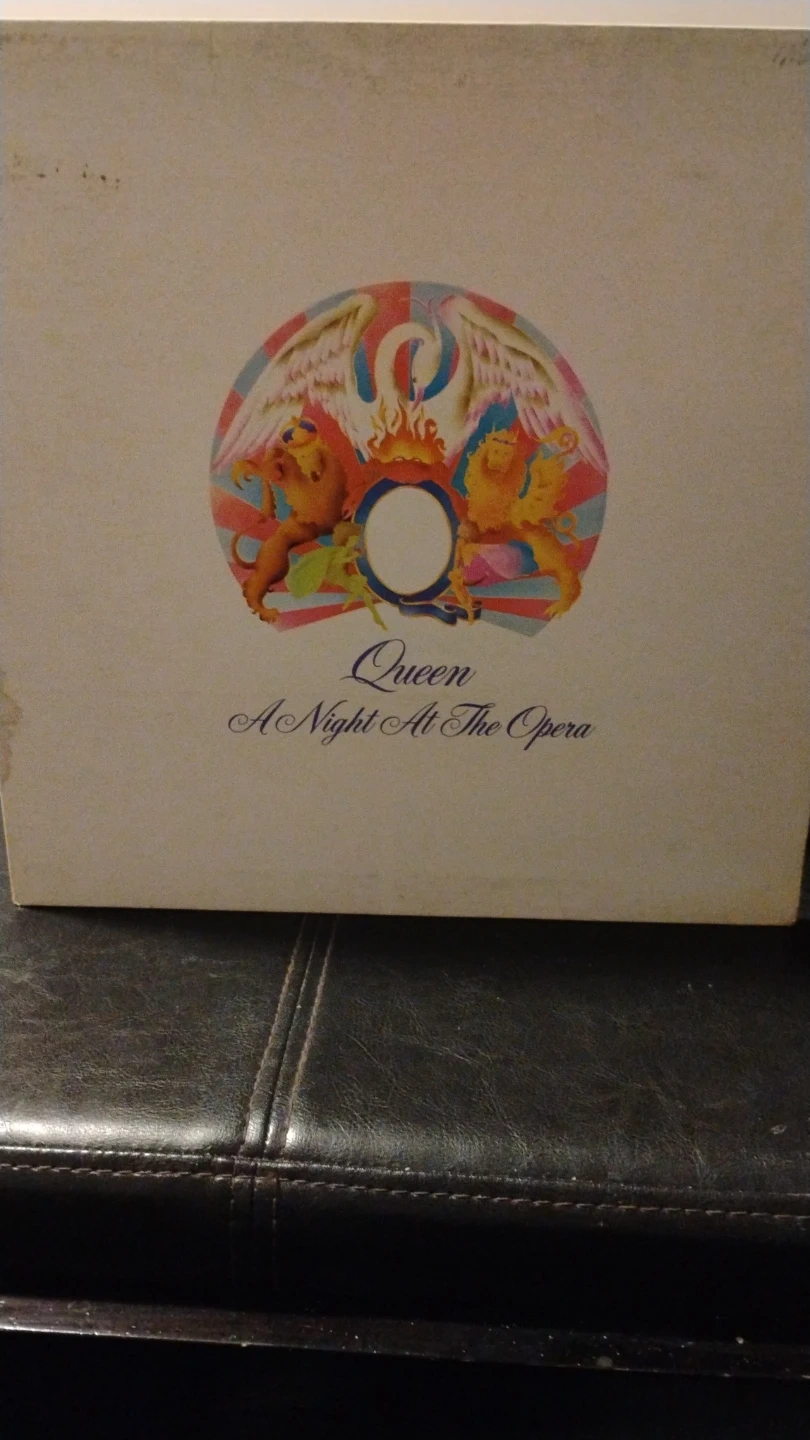 Queen
A Night At The Opera